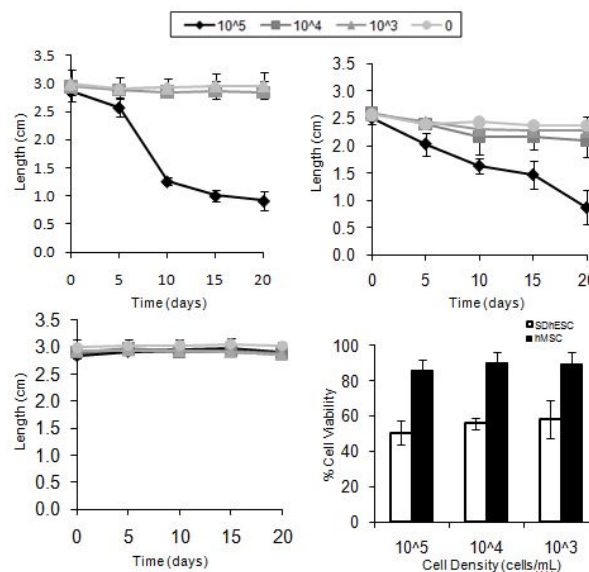 10^5 10^4 10^3 0
3.5
3.0
2.5
2.0
1.5
1.0
0.5
0.0
Length (cm)
0 5 10 15 20
Time (days)
3.5
3.0
2.5
2.0
1.5
1.0
0.5
0.0
Length (cm)
0 5 10 15 20
Time (days)
3.5
3.0
2.5
2.0
1.5
1.0
0.5
0.0
Length (cm)
0 5 10 15 20
Time (days)
SDhESC
hMSC
100
80
60
40
20
0
% Cell Viability
10^5 10^4 10^3
Cell Density (cells/mL)